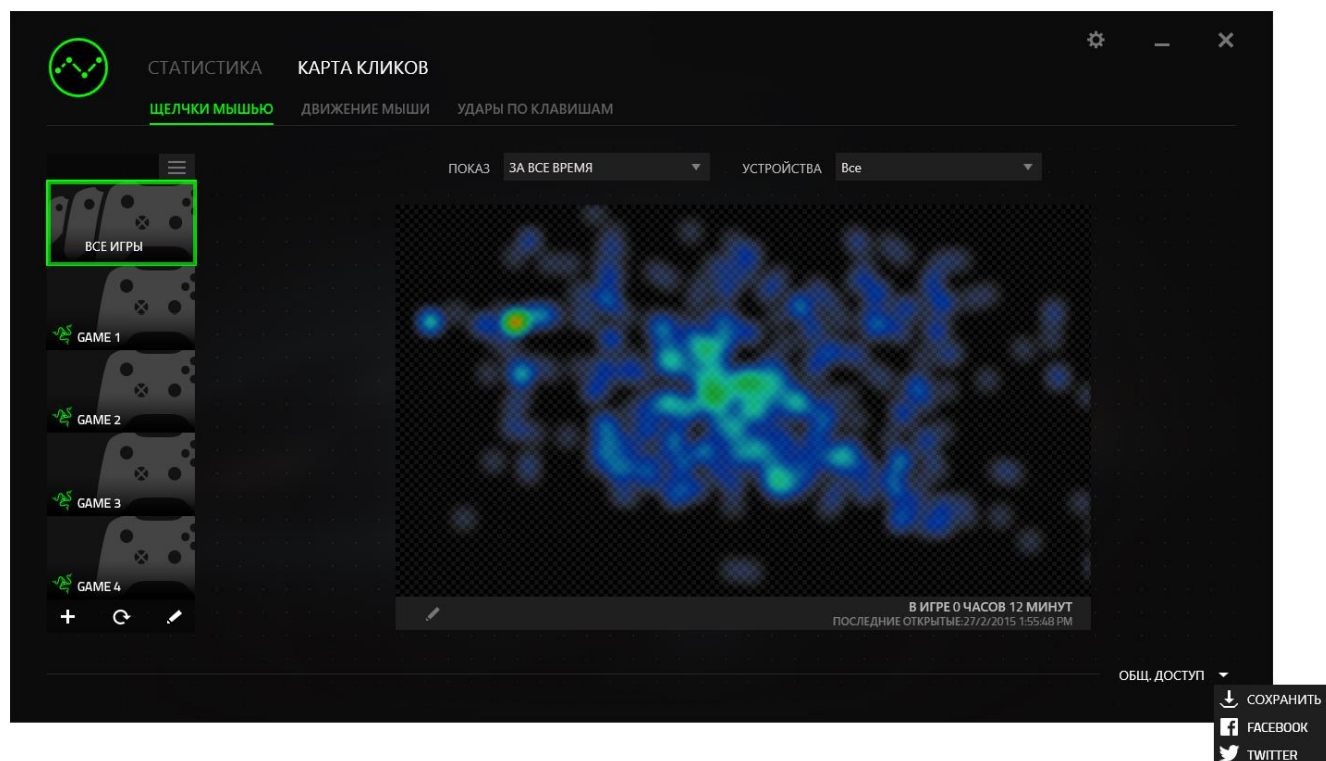 СТАТИСТИКА КАРТА КЛИКОВ
ЩЕЛЧКИ МЫШЬЮ ДВИЖЕНИЕ МЫШИ УДАРЫ ПО КЛАВИШАМ
ПОКАЗ ЗА ВСЕ ВРЕМЯ УСТРОЙСТВА Все
ВСЕ ИГРЫ
GAME 1
GAME 2
GAME 3
GAME 4
В ИГРЕ 0 ЧАСОВ 12 МИНУТ
ПОСЛЕДНИЕ ОТКРЫТЫЕ:27/2/2015 1:55:48 PM
ОБЩ. ДОСТУП
СОХРАНИТЬ
FACEBOOK
TWITTER